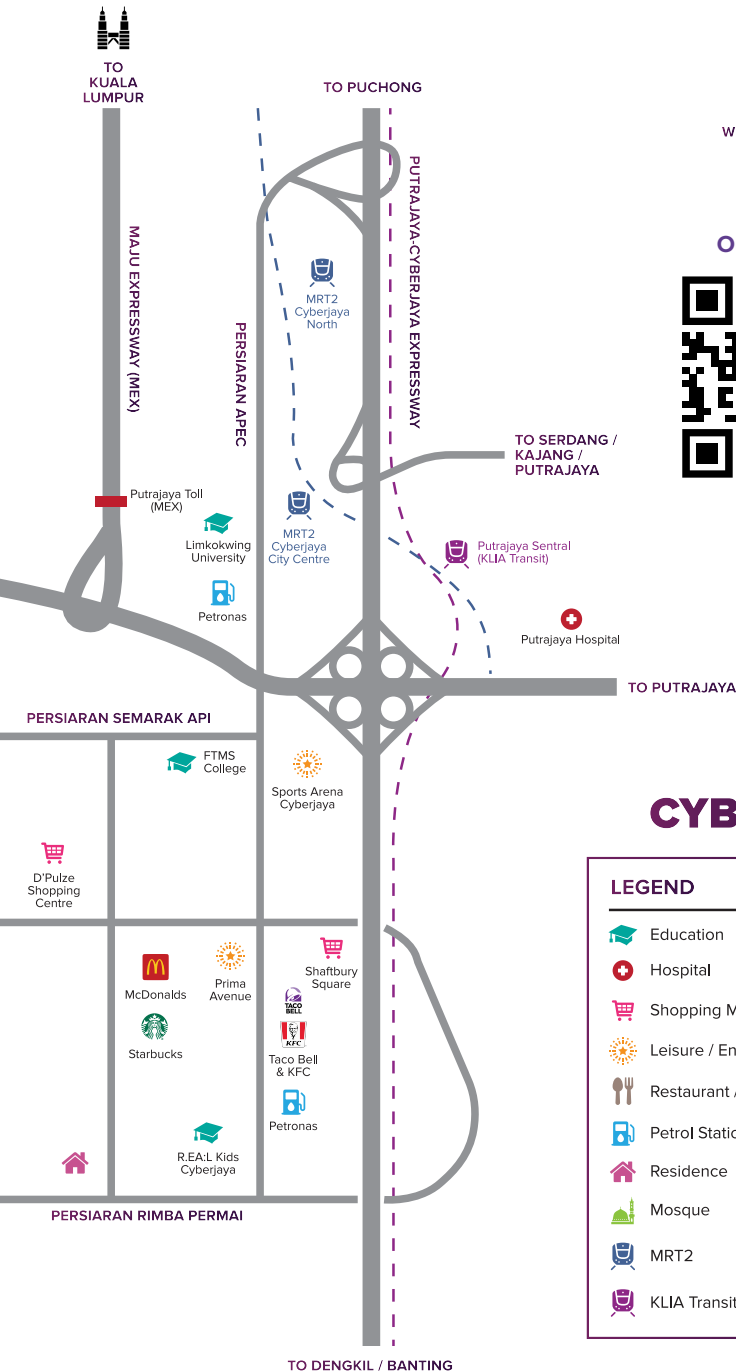 TO
KUALA
LUMPUR
TO PUCHONG
W
O
MAJU EXPRESSWAY (MEX)
PERSIARAN APEC
PUTRAJAYA-CYBERJAYA EXPRESSWAY
MRT2
Cyberjaya
North
TO SERDANG /
KAJANG /
PUTRAJAYA
Putrajaya Toll
(MEX)
Limkokwing
University
MRT2
Cyberjaya
City Centre
Putrajaya Sentral
(KLIA Transit)
Petronas
Putrajaya Hospital
TO PUTRAJAYA
PERSIARAN SEMARAK API
FTMS
College
Sports Arena
Cyberjaya
D'Pulze
Shopping
Centre
McDonalds
Prima
Avenue
Shaftbury
Square
TACO
BELL
KFC
Starbucks
Taco Bell
& KFC
Petronas
R.EA:L Kids
Cyberjaya
PERSIARAN RIMBA PERMAI
TO DENGKIL / BANTING
CYB
LEGEND
Education
Hospital
Shopping M
Leisure / En
Restaurant /
Petrol Static
Residence
Mosque
MRT2
KLIA Transit